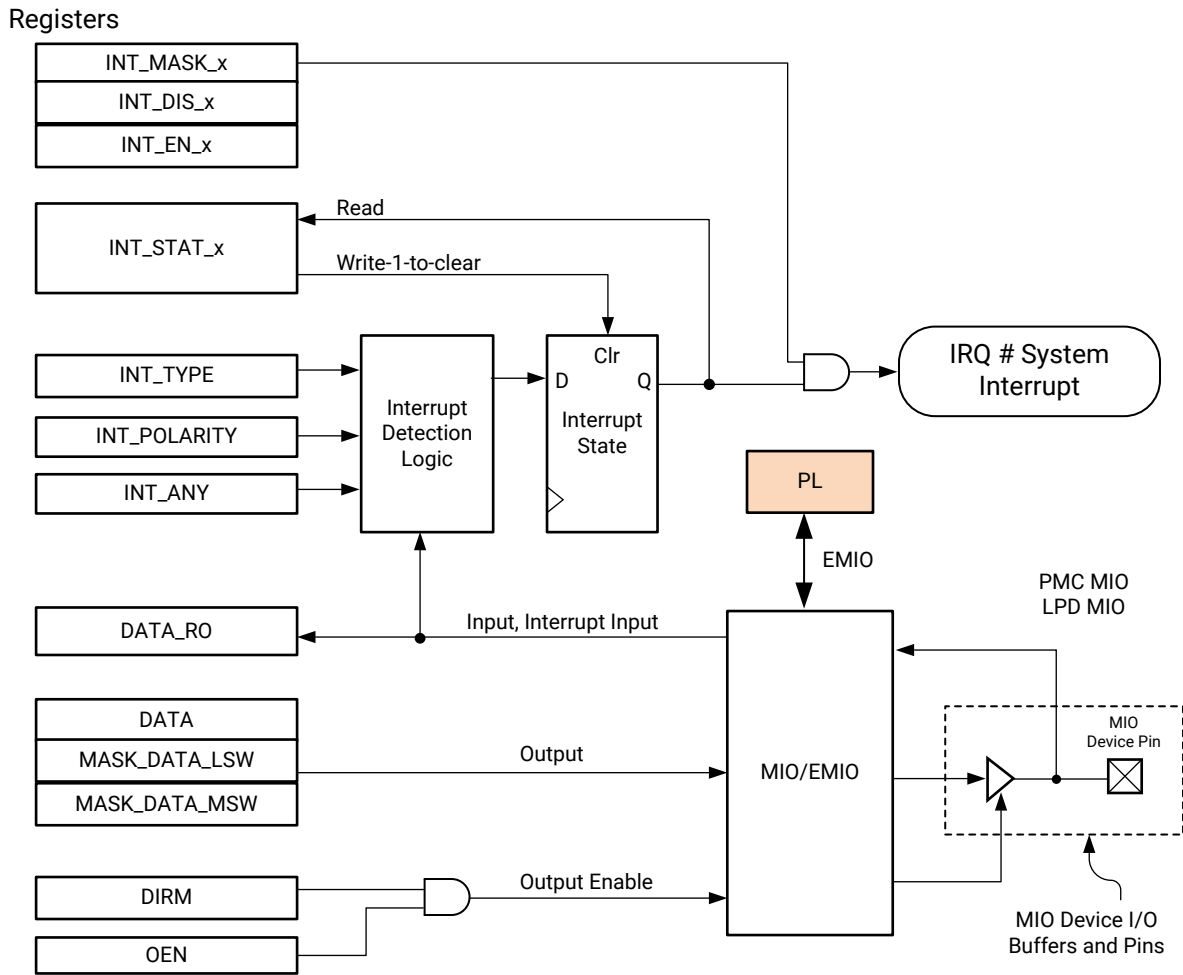 Registers
INT_MASK_x
INT_DIS_x
INT_EN_x
INT_STAT_x
Read
Write-1-to-clear
INT_TYPE
INT_POLARITY
INT_ANY
Interrupt
Detection
Logic
Clr
D
Q
Interrupt
State
IRQ # System
Interrupt
PL
EMIO
PMC MIO
LPD MIO
DATA_RO
Input, Interrupt Input
DATA
MASK_DATA_LSW
MASK_DATA_MSW
Output
MIO/EMIO
MIO
Device Pin
DIRM
OEN
Output Enable
MIO Device I/O
Buffers and Pins